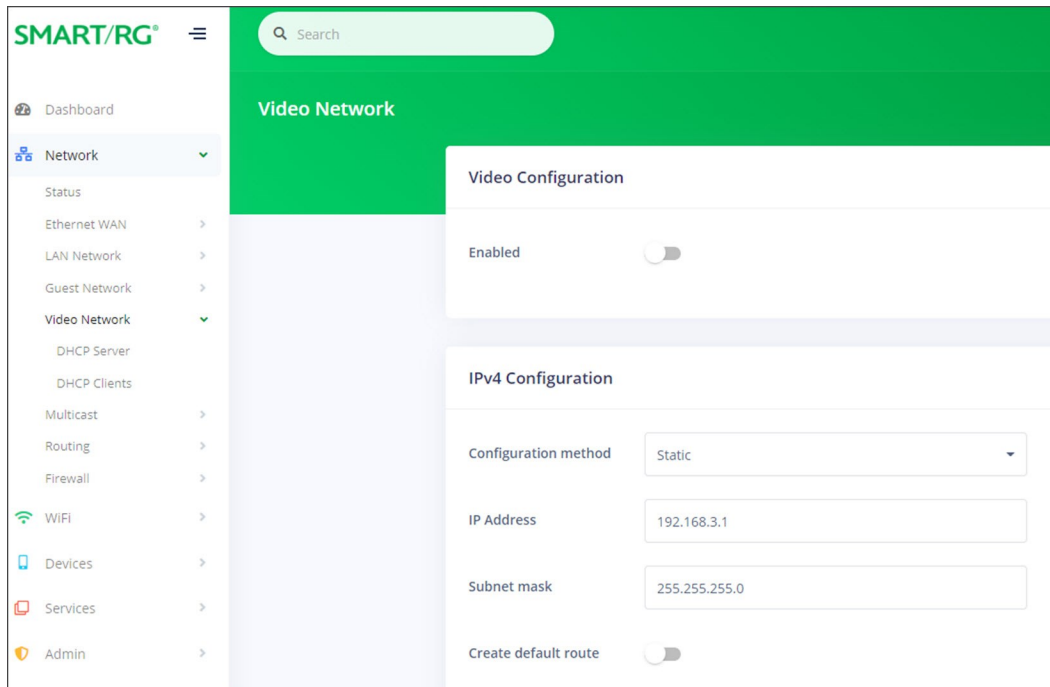 SMART/RG®
Search
Dashboard
Video Network
Network
Status
Ethernet WAN
LAN Network
Guest Network
Video Network
DHCP Server
DHCP Clients
Multicast
Routing
Firewall
WiFi
Devices
Services
Admin
Video Configuration
Enabled
IPv4 Configuration
Configuration method Static
IP Address 192.168.3.1
Subnet mask 255.255.255.0
Create default route